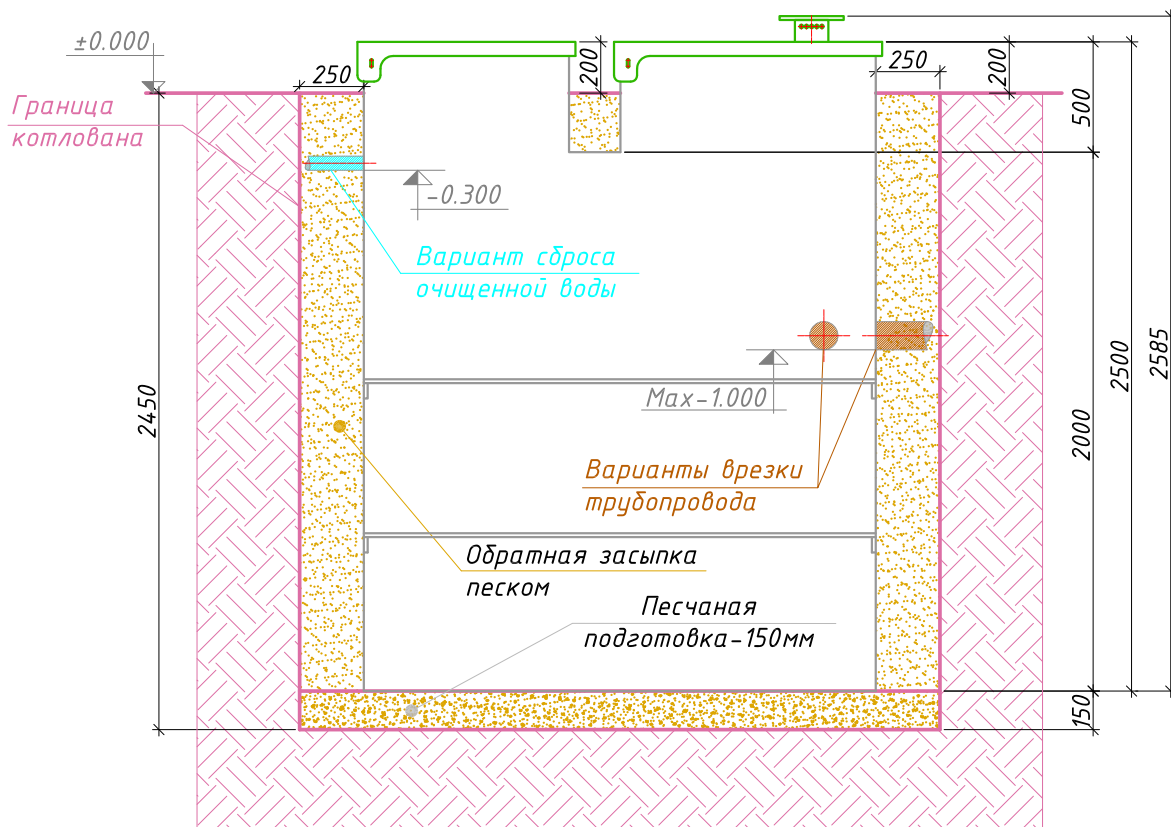 ±0.000
250
200
250
200
Граница
котлована
500
-0.300
Вариант сброса
очищенной воды
2585
2500
Max-1.000
2450
2000
Варианты врезки
трубопровода
Обратная засыпка
песком
Песчаная
подготовка-150мм
150